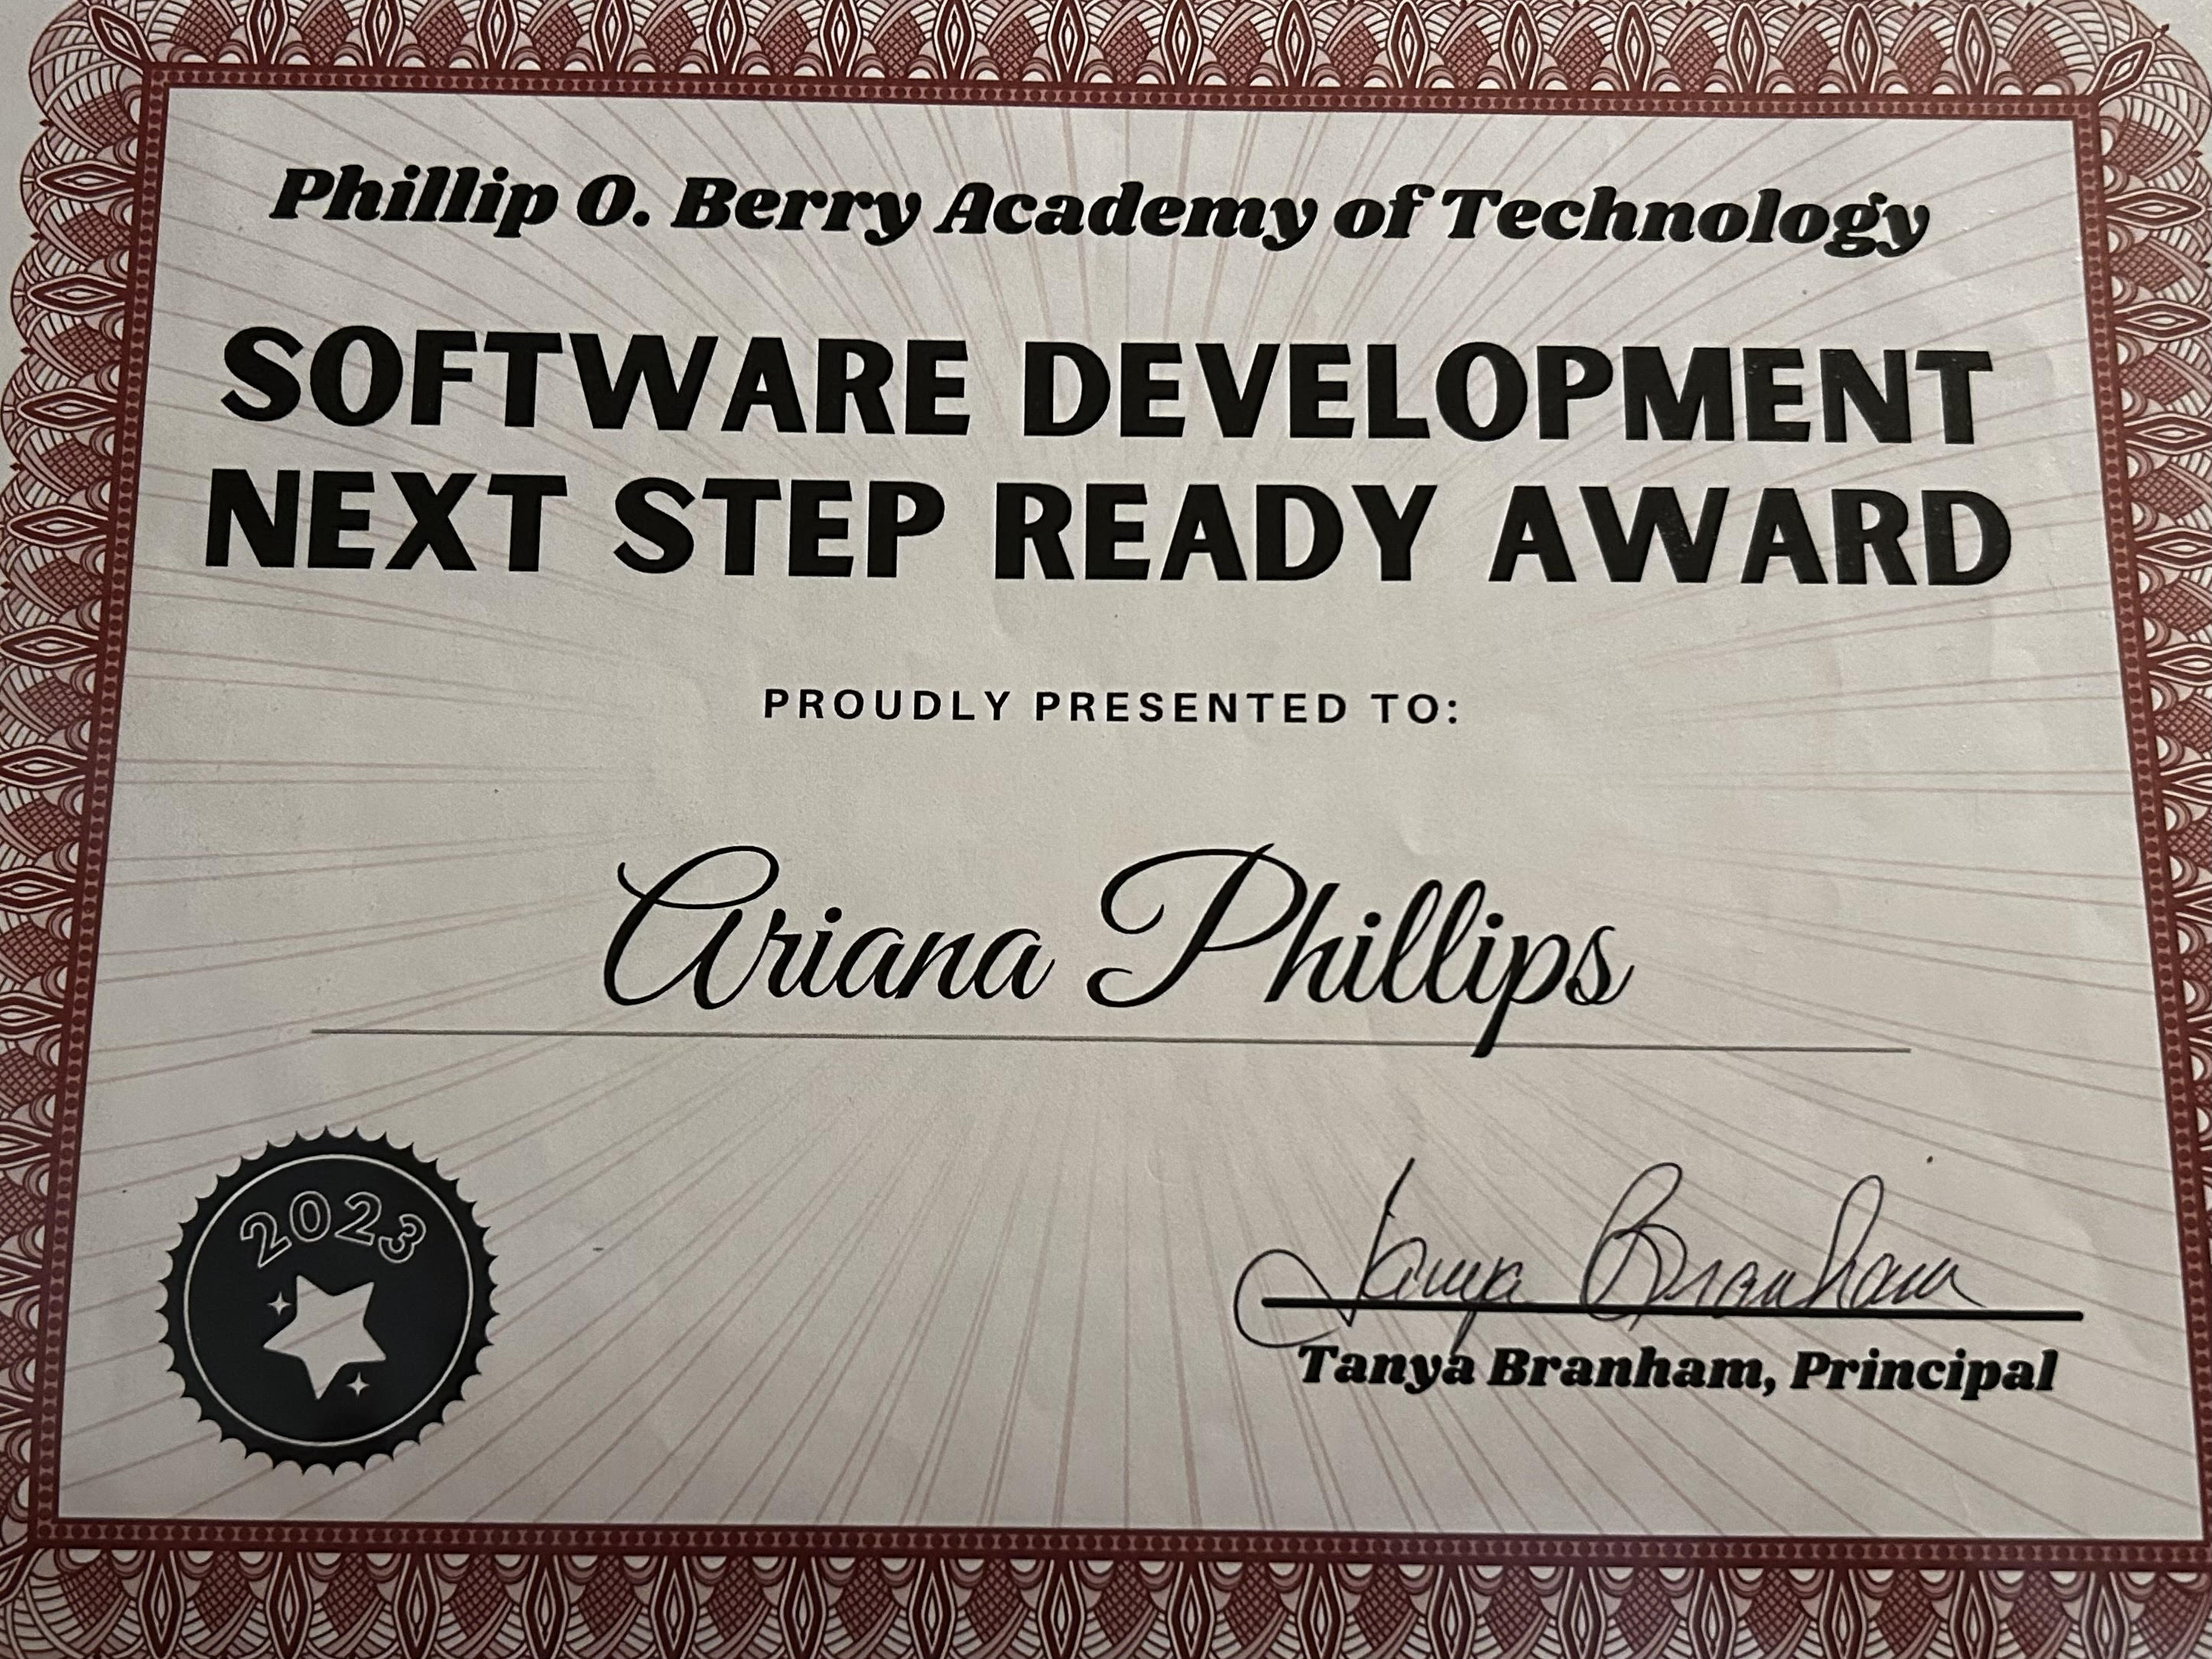 Phillip O. Berry Academy of Technology
SOFTWARE DEVELOPMENT
NEXT STEP READY AWARD
PROUDLY PRESENTED TO:
Ariana Phillips
2023
Tanya Branham
Tanya Branham, Principal